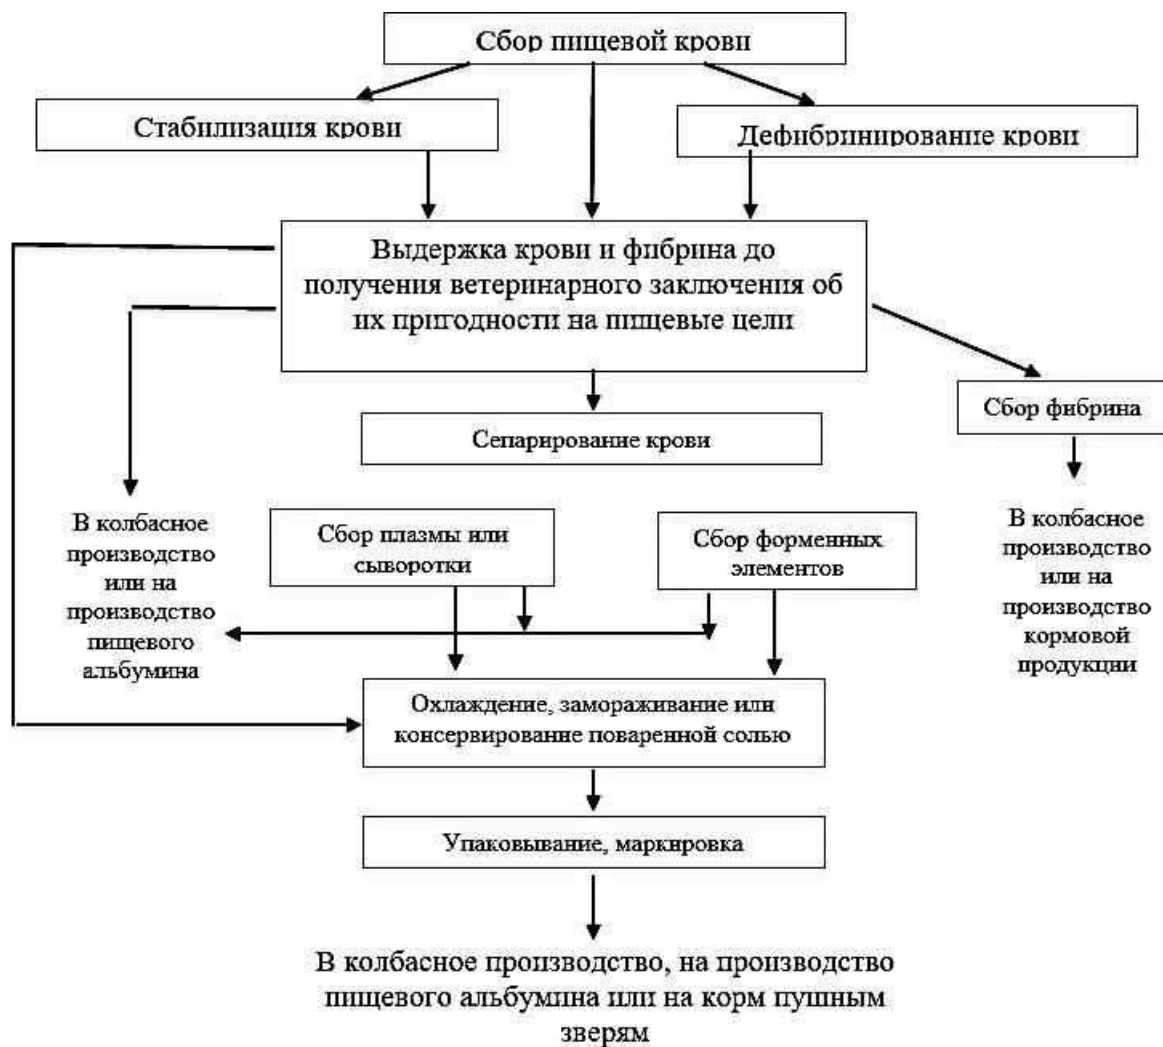 Сбор пищевой крови
Стабилизация крови
Дефибринирование крови
Выдержка крови и фибрина до
получения ветеринарного заключения об
их пригодности на пищевые цели
Сбор фибрина
Сепарирование крови
В колбасное
производство
или на
производство
пищевого
альбумина
Сбор плазмы или
сыворотки
Сбор форменных
элементов
В колбасное
производство
или на
производство
кормовой
продукции
Охлаждение, замораживание или
консервирование поваренной солью
Упаковывание, маркировка
В колбасное производство, на производство
пищевого альбумина или на корм пушным
зверям